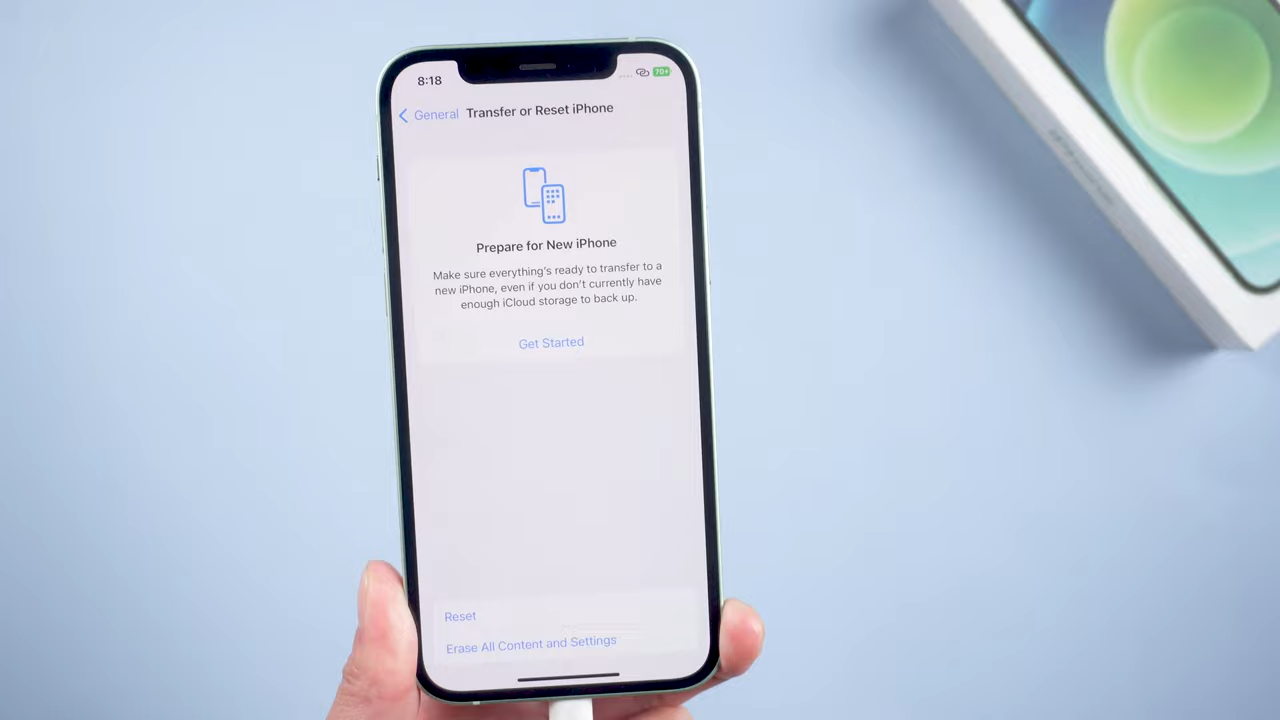 8:18
70+
General Transfer or Reset iPhone
Prepare for New iPhone
Make sure everything's ready to transfer to a
new iPhone, even if you don't currently have
enough iCloud storage to back up.
Get Started
Reset
Erase All Content and Settings